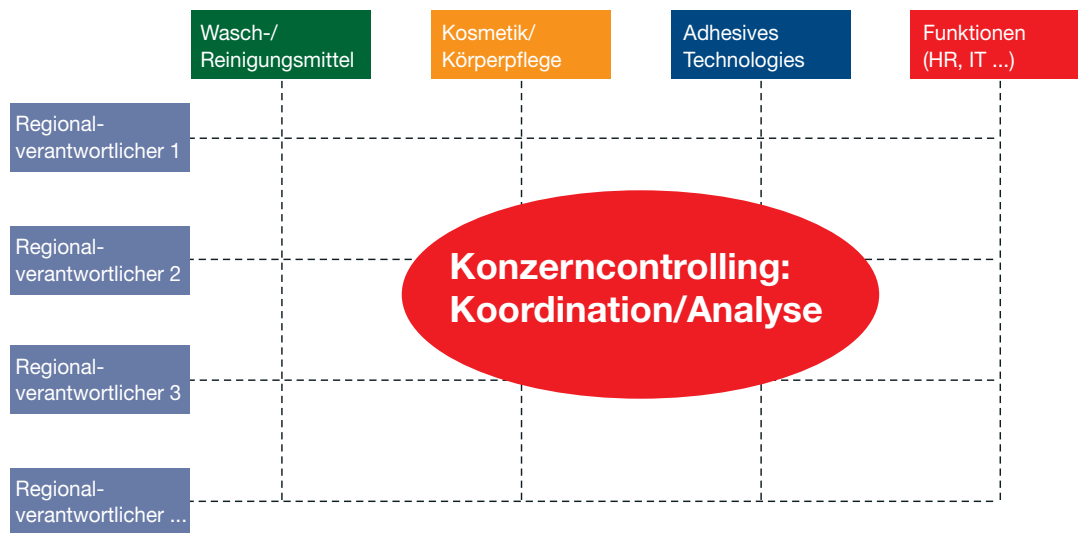 Wasch-/
Reinigungsmittel
Kosmetik/
Körperpflege
Adhesives
Technologies
Funktionen
(HR, IT ...)
Regional-
verantwortlicher 1
Regional-
verantwortlicher 2
Konzerncontrolling:
Koordination/Analyse
Regional-
verantwortlicher 3
Regional-
verantwortlicher ...